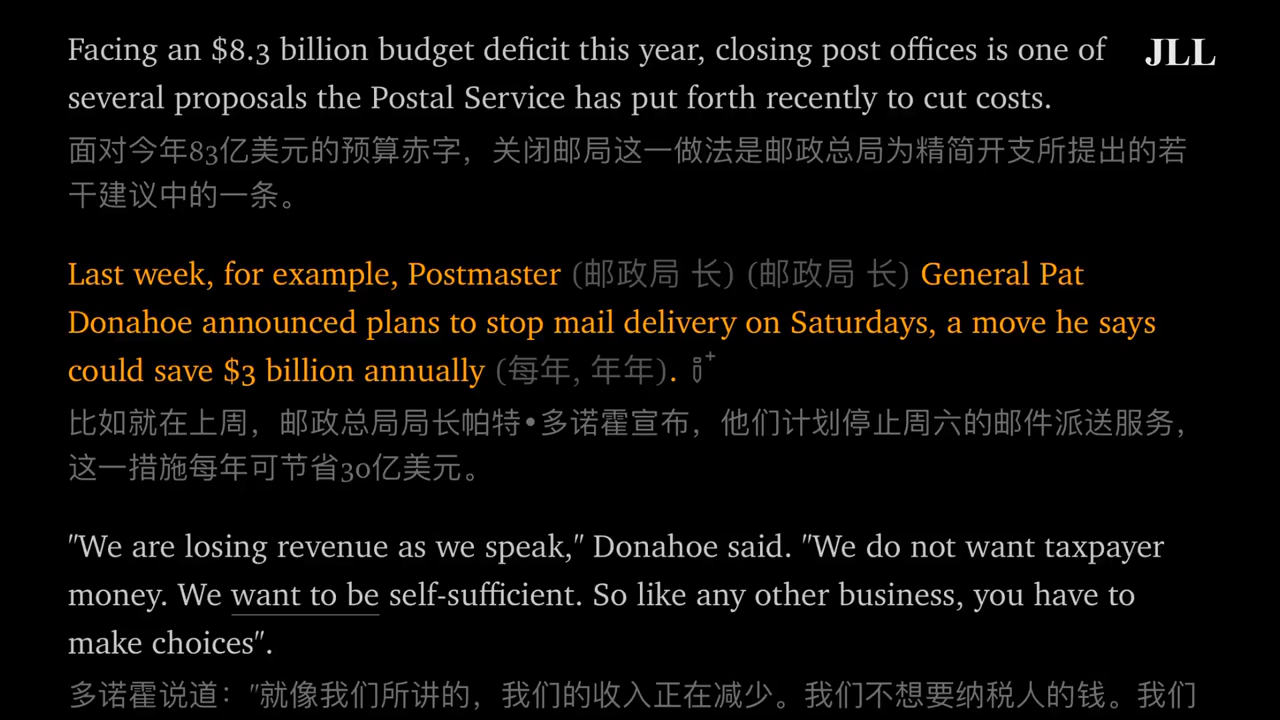 Facing an $8.3 billion budget deficit this year, closing post offices is one of
JLL
several proposals the Postal Service has put forth recently to cut costs.
面对今年83亿美元的预算赤字，关闭邮局这一做法是邮政总局为精简开支所提出的若
干建议中的一条。
Last week, for example, Postmaster (邮政局 长) (邮政局 长) General Pat
Donahoe announced plans to stop mail delivery on Saturdays, a move he says
could save $3 billion annually (每年, 年年).
比如就在上周，邮政总局局长帕特•多诺霍宣布，他们计划停止周六的邮件派送服务，
这一措施每年可节省30亿美元。
"We are losing revenue as we speak," Donahoe said. "We do not want taxpayer
money. We want to be self-sufficient. So like any other business, you have to
make choices".
多诺霍说道："就像我们所讲的，我们的收入正在减少。我们不想要纳税人的钱。我们